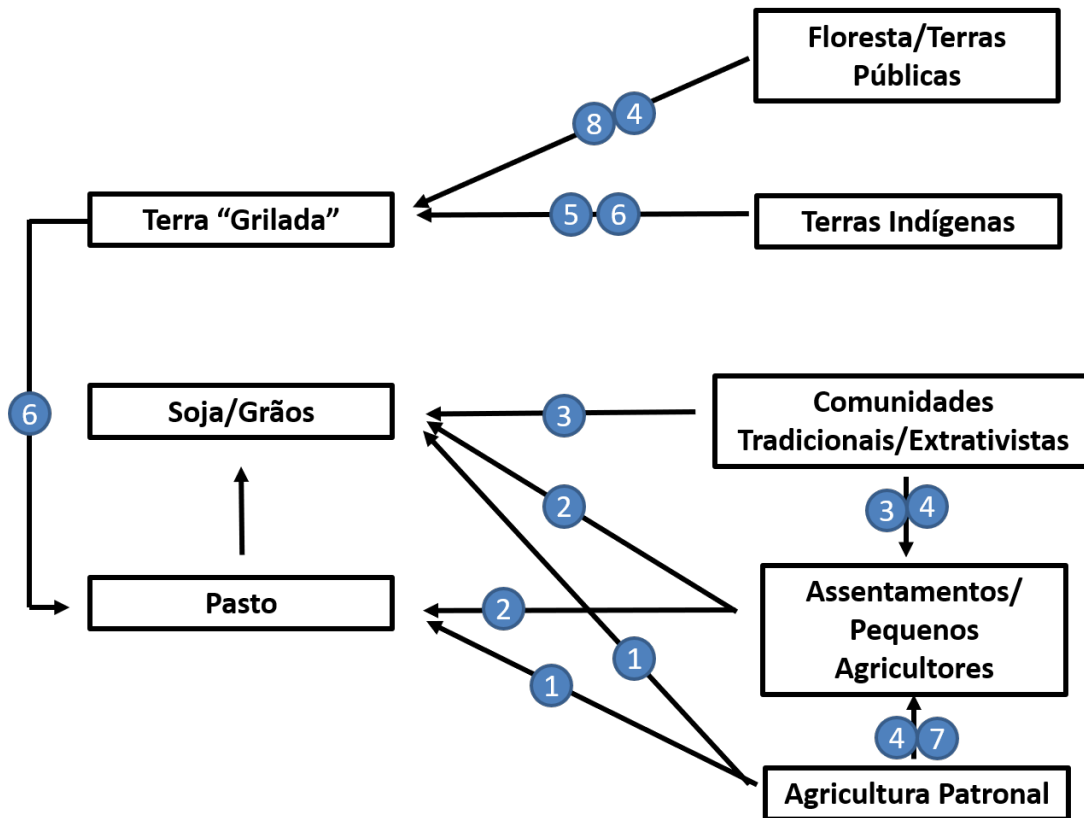 Floresta/Terras
Públicas
8
4
Terra “Grilada”
5
6
Terras Indígenas
6
Soja/Grãos
3
Comunidades
Tradicionais/Extrativistas
2
3
4
Pasto
2
Assentamentos/
Pequenos
Agricultores
1
1
4
7
Agricultura Patronal